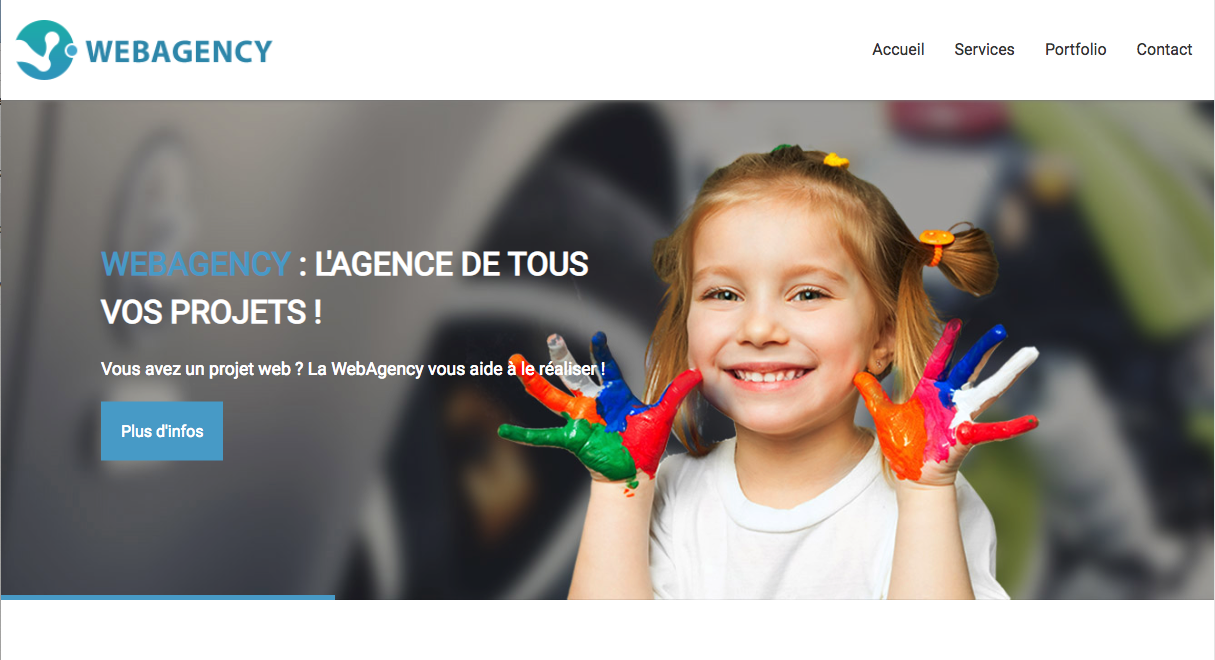 WEBAGENCY
Accueil
Services
Portfolio
Contact
WEBAGENCY : L'AGENCE DE TOUS
VOS PROJETS !
Vous avez un projet web ? La WebAgency vous aide à le réaliser !
Plus d'infos